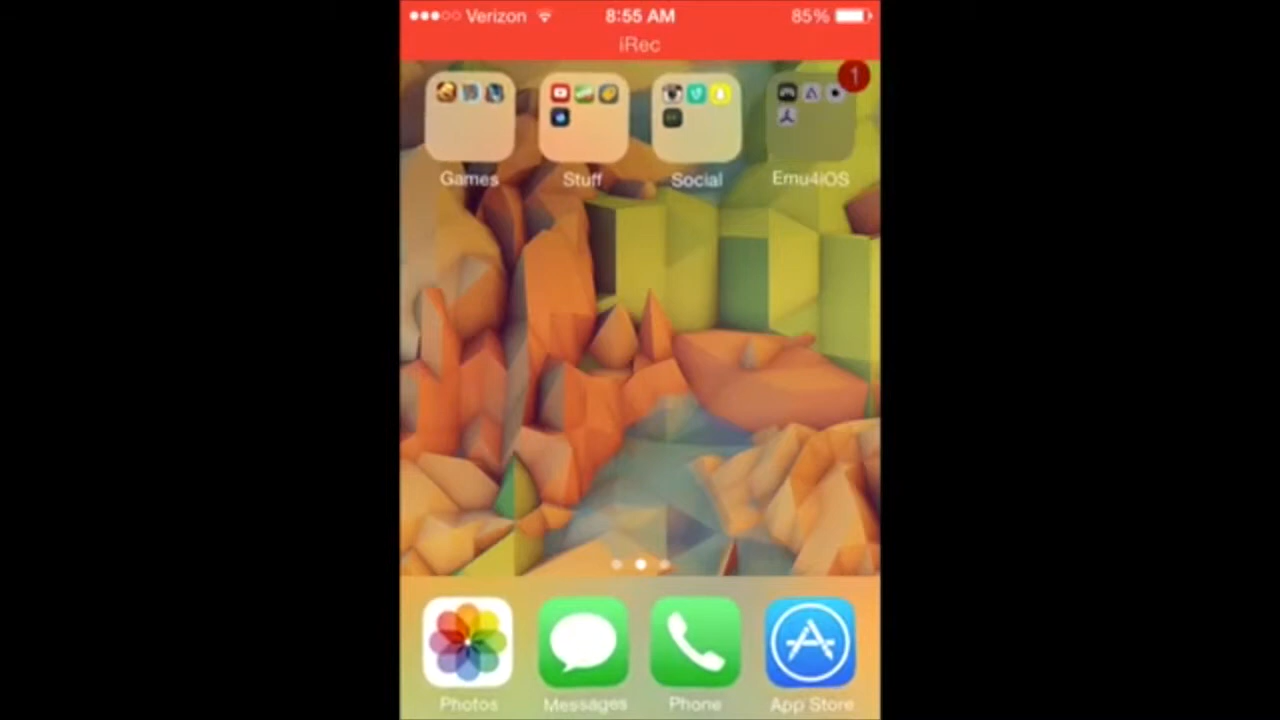 Verizon 8:55 AM 85%
iRec
1
Games Stuff Social Emu4iOS
Photos Messages Phone App Store